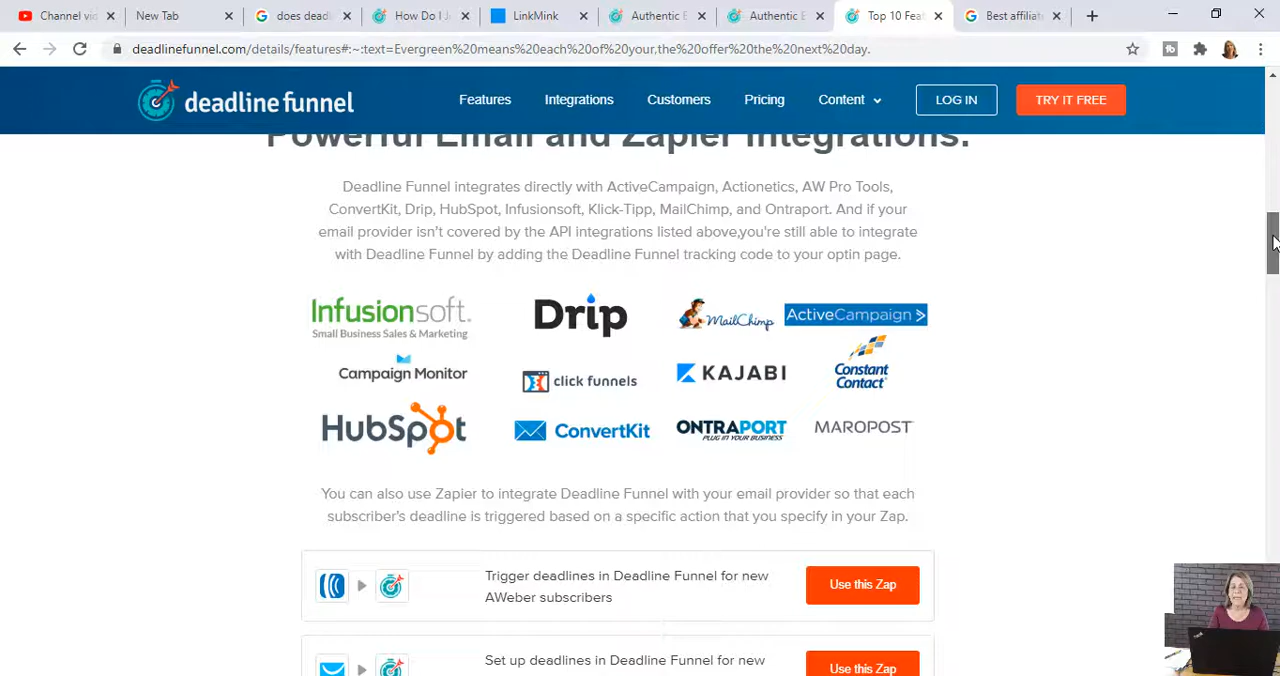 Channel vid
New Tab
does deadl
How Do I J
LinkMink
Authentic E
Authentic E
Top 10 Feat
Best affiliate
deadlinefunnel.com/details/features#:~:text=Evergreen%20means%20each%20of%20your,the%20offer%20the%20next%20day.
deadline funnel
Features
Integrations
Customers
Pricing
Content
LOG IN
TRY IT FREE
Powerful Email and Zapier Integrations.
Deadline Funnel integrates directly with ActiveCampaign, Actionetics, AW Pro Tools,
ConvertKit, Drip, HubSpot, Infusionsoft, Klick-Tipp, MailChimp, and Ontraport. And if your
email provider isn't covered by the API integrations listed above,you're still able to integrate
with Deadline Funnel by adding the Deadline Funnel tracking code to your optin page.
Infusionsoft.
Small Business Sales & Marketing
Drip
MailChimp
ActiveCampaign >
Campaign Monitor
click funnels
KAJABI
Constant
Contact
HubSpot
ConvertKit
ONTRAPORT
PLUG IN YOUR BUSINESS
MAROPOST
You can also use Zapier to integrate Deadline Funnel with your email provider so that each
subscriber's deadline is triggered based on a specific action that you specify in your Zap.
Trigger deadlines in Deadline Funnel for new
AWeber subscribers
Use this Zap
Set up deadlines in Deadline Funnel for new
Use this Zap